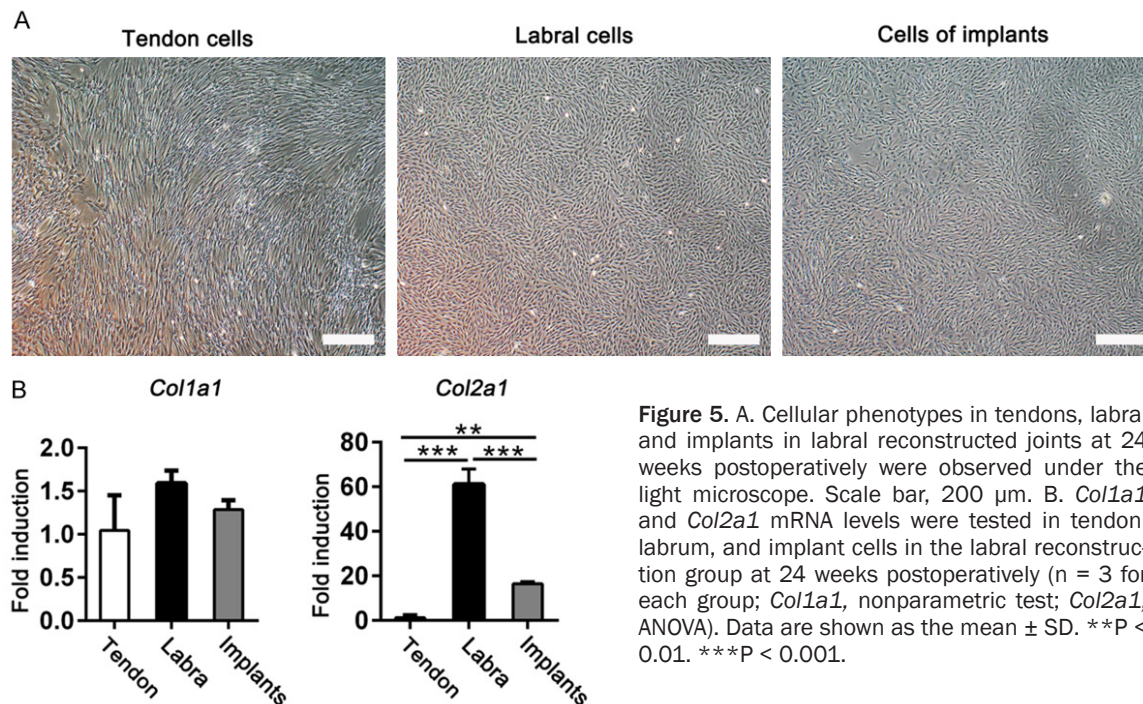 A
Tendon cells
Labral cells
Cells of implants
B
Col1a1
Fold induction
2.0
1.5
1.0
0.5
0.0
Tendon
Labra
Implants
Col2a1
Fold induction
80
60
40
20
0
**
*** ***
Tendon
Labra
Implants
Figure 5. A. Cellular phenotypes in tendons, labra
and implants in labral reconstructed joints at 24
weeks postoperatively were observed under the
light microscope. Scale bar, 200 µm. B. Col1a1
and Col2a1 mRNA levels were tested in tendon,
labrum, and implant cells in the labral reconstruc-
tion group at 24 weeks postoperatively (n = 3 for
each group; Col1a1, nonparametric test; Col2a1,
ANOVA). Data are shown as the mean ± SD. **P <
0.01. ***P < 0.001.